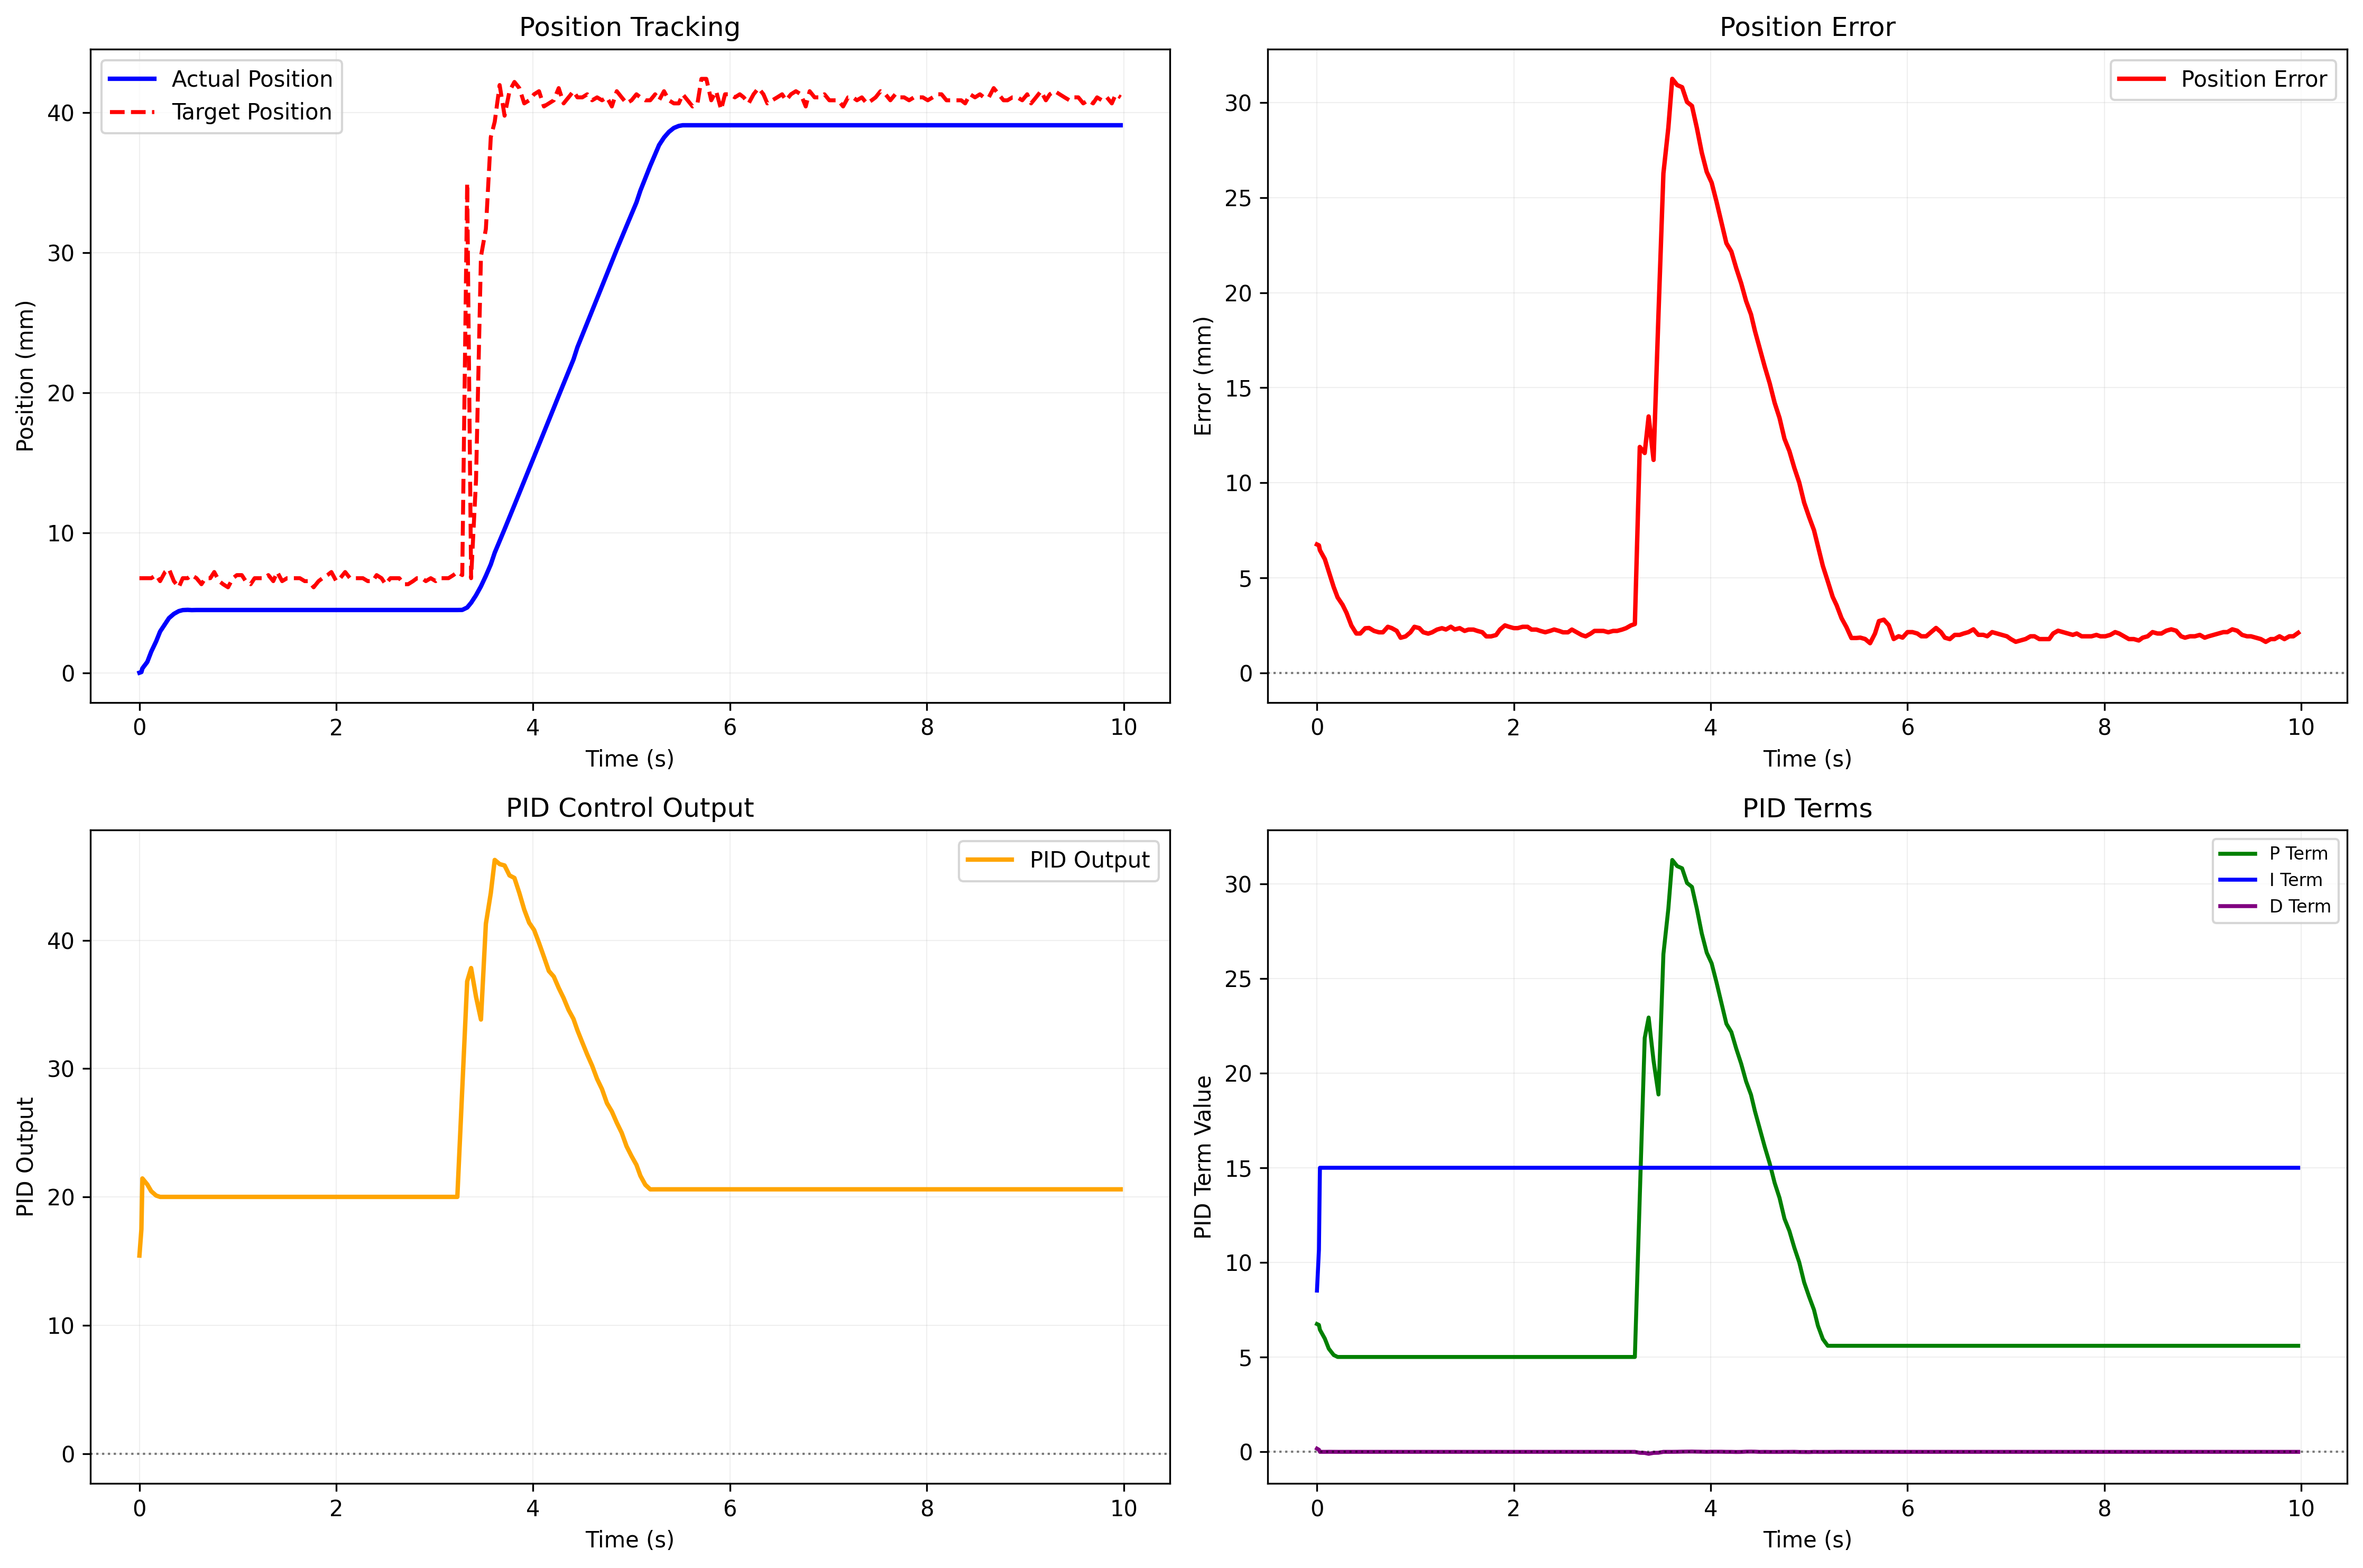 Position Tracking
Actual Position
Target Position
Position (mm)
40
30
20
10
0
0 2 4 6 8 10
Time (s)
Position Error
Position Error
Error (mm)
30
25
20
15
10
5
0
0 2 4 6 8 10
Time (s)
PID Control Output
PID Output
PID Output
40
30
20
10
0
0 2 4 6 8 10
Time (s)
PID Terms
P Term
I Term
D Term
PID Term Value
30
25
20
15
10
5
0
0 2 4 6 8 10
Time (s)